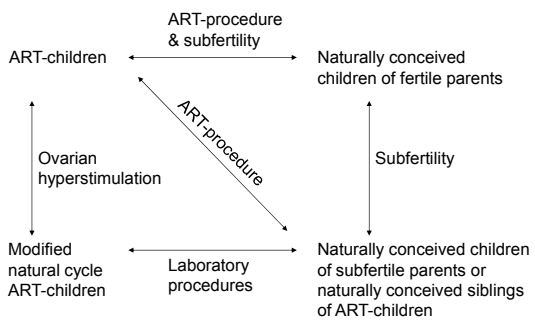 ART-procedure
& subfertility
ART-children
Naturally conceived
children of fertile parents
ART-procedure
Ovarian
hyperstimulation
Subfertility
Modified
natural cycle
ART-children
Laboratory
procedures
Naturally conceived children
of subfertile parents or
naturally conceived siblings
of ART-children